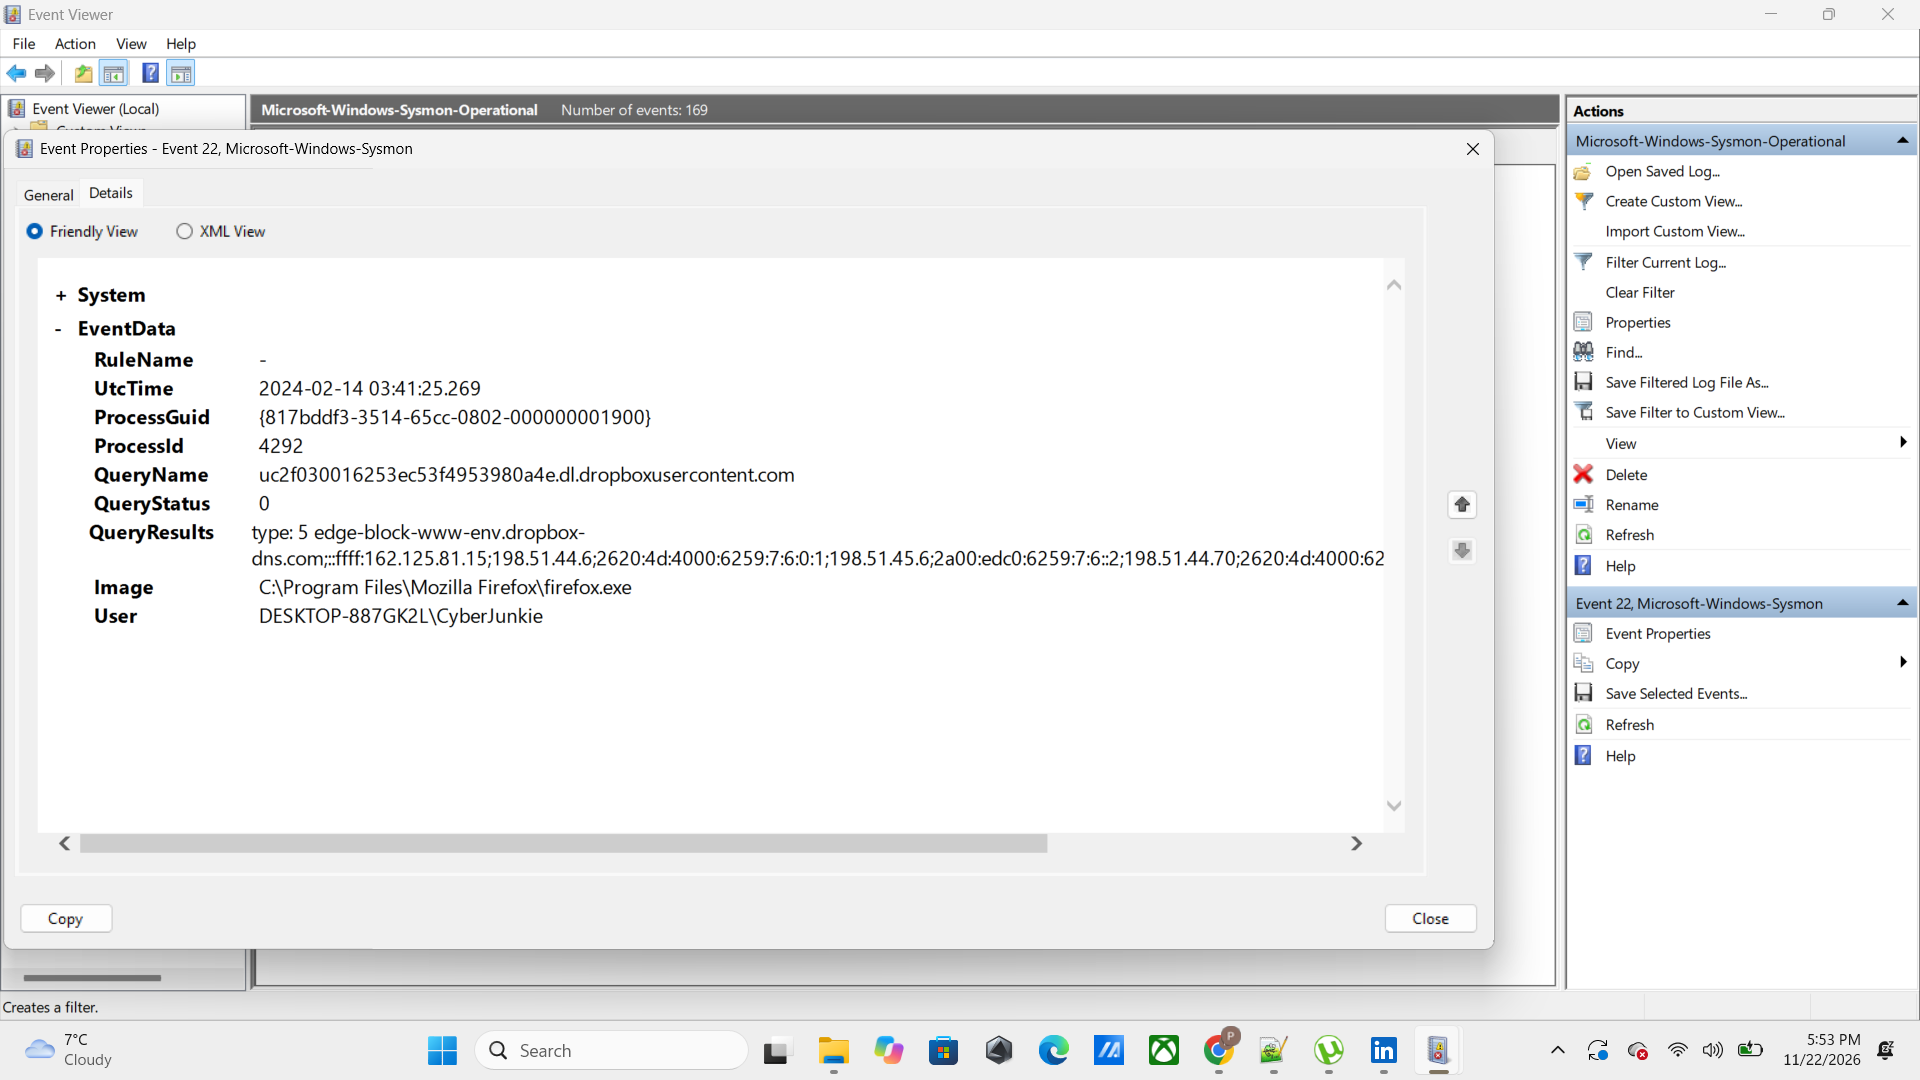 Event Viewer
File Action View Help
Event Viewer (Local)
Microsoft-Windows-Sysmon-Operational Number of events: 169
Event Properties - Event 22, Microsoft-Windows-Sysmon
General Details
Friendly View XML View
+ System
- EventData
RuleName -
UtcTime 2024-02-14 03:41:25.269
ProcessGuid {817bddf3-3514-65cc-0802-000000001900}
ProcessId 4292
QueryName uc2f030016253ec53f4953980a4e.dl.dropboxusercontent.com
QueryStatus 0
QueryResults type: 5 edge-block-www-env.dropbox-
dns.com;::ffff:162.125.81.15;198.51.44.6;2620:4d:4000:6259:7:6:0:1;198.51.45.6;2a00:edc0:6259:7:6::2;198.51.44.70;2620:4d:4000:62
Image C:\Program Files\Mozilla Firefox\firefox.exe
User DESKTOP-887GK2L\CyberJunkie
Copy Close
Actions
Microsoft-Windows-Sysmon-Operational
Open Saved Log...
Create Custom View...
Import Custom View...
Filter Current Log...
Clear Filter
Properties
Find...
Save Filtered Log File As...
Save Filter to Custom View...
View
Delete
Rename
Refresh
Help
Event 22, Microsoft-Windows-Sysmon
Event Properties
Copy
Save Selected Events...
Refresh
Help
Creates a filter.
7°C
Cloudy
Search
P
5:53 PM
11/22/2026